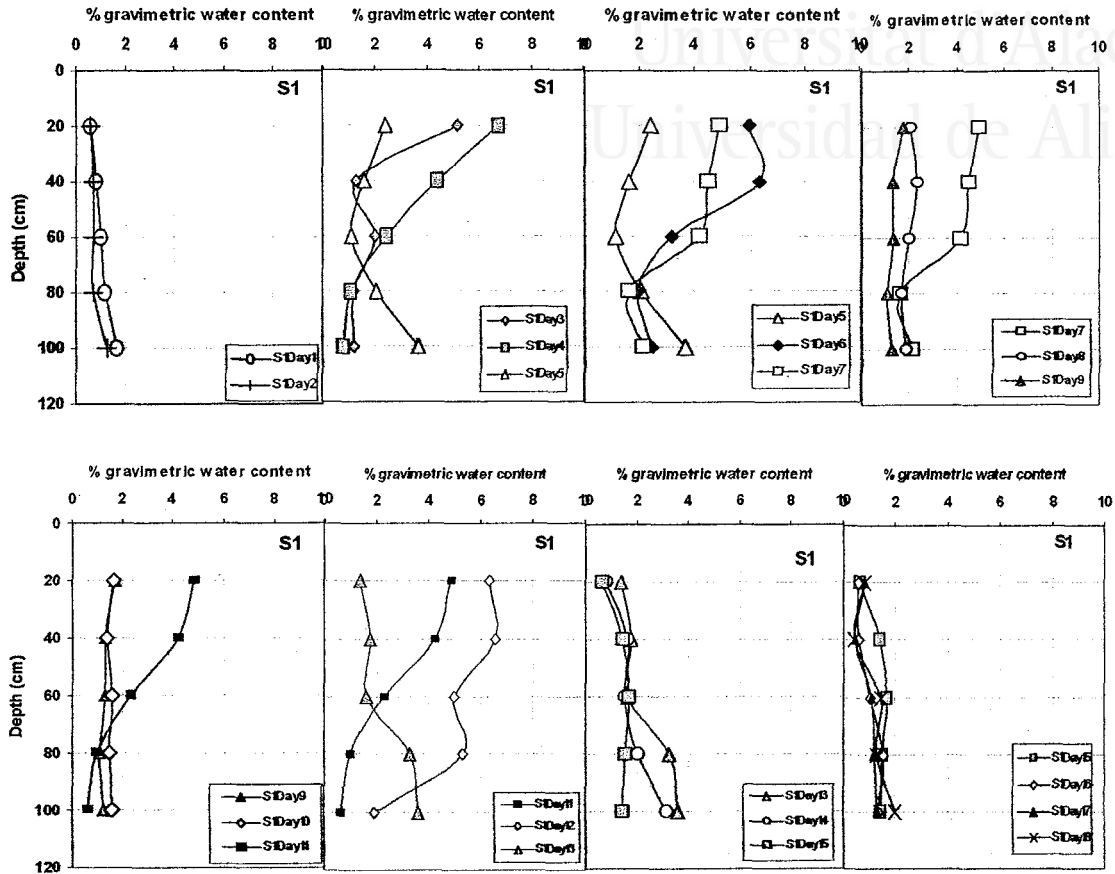 Universitat d'Alac
Universidad de Ali
% gravimetric water content
% gravimetric water content
% gravimetric water content
% gravimetric water content
0 2 4 6 8 10
0 2 4 6 8 10
0 2 4 6 8 10
0 2 4 6 8 10
Depth (cm)
0
20
40
60
80
100
120
S1
S1
S1
S1
S1Day1
S1Day2
S1Day3
S1Day4
S1Day5
S1Day5
S1Day6
S1Day7
S1Day7
S1Day8
S1Day9
% gravimetric water content
% gravimetric water content
% gravimetric water content
% gravimetric water content
0 2 4 6 8 10
0 2 4 6 8 10
0 2 4 6 8 10
0 2 4 6 8 10
Depth (cm)
0
20
40
60
80
100
120
S1
S1
S1
S1
S1Day9
S1Day10
S1Day11
S1Day11
S1Day12
S1Day13
S1Day13
S1Day14
S1Day15
S1Day15
S1Day16
S1Day17
S1Day18